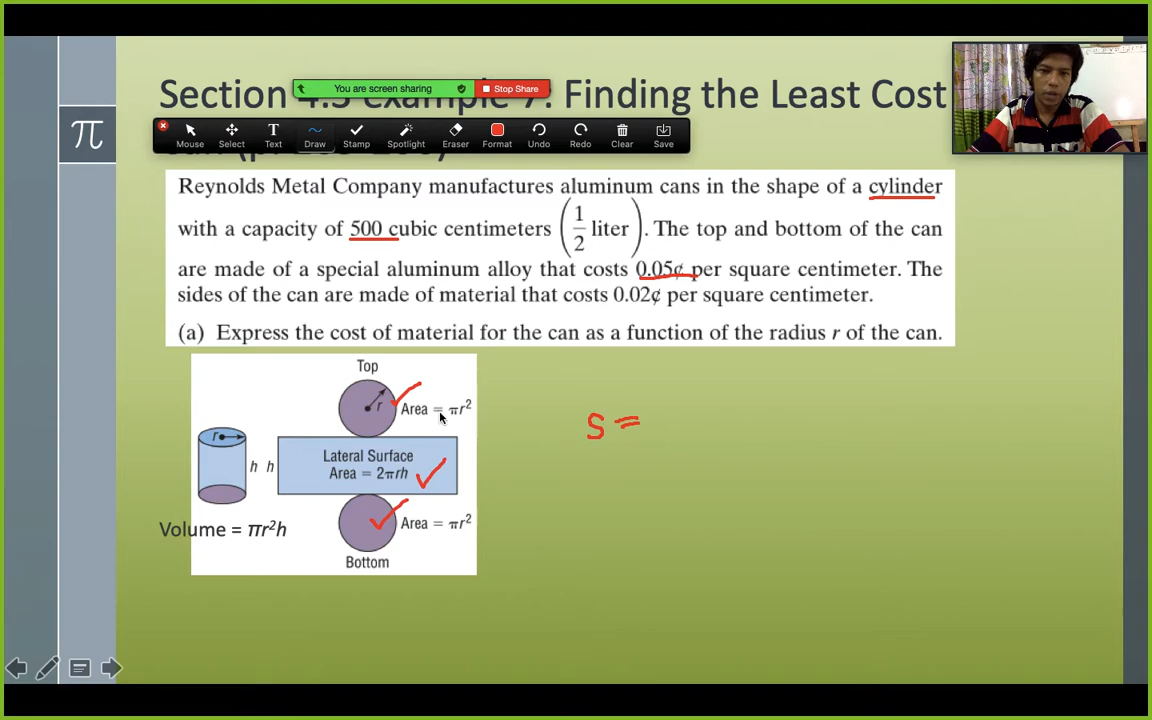 Section 4.3 example 7: Finding the Least Cost
You are screen sharing
Stop Share
Mouse Select Text Draw Stamp Spotlight Eraser Format Undo Redo Clear Save
π
Reynolds Metal Company manufactures aluminum cans in the shape of a cylinder
with a capacity of 500 cubic centimeters (1/2 liter). The top and bottom of the can
are made of a special aluminum alloy that costs 0.05¢ per square centimeter. The
sides of the can are made of material that costs 0.02¢ per square centimeter.
(a) Express the cost of material for the can as a function of the radius r of the can.
Top
r
Area = πr²
S =
r
h h
Lateral Surface
Area = 2πrh
Volume = πr²h
Area = πr²
Bottom